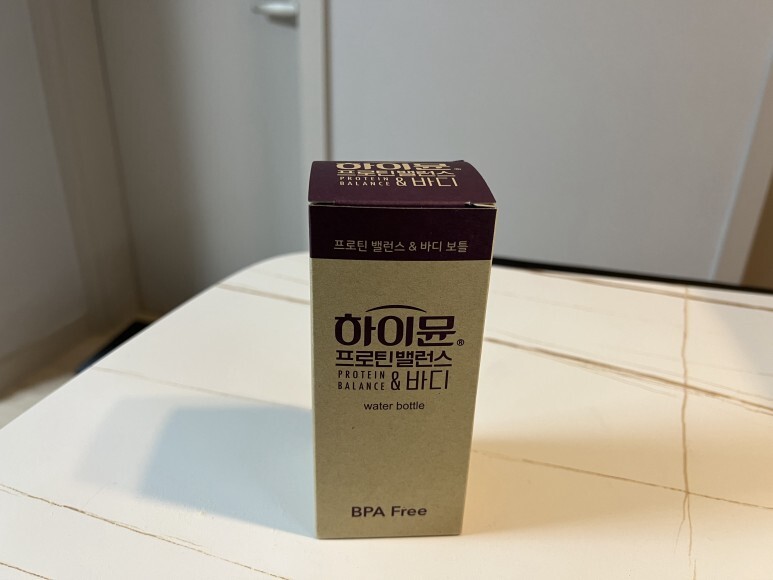 하이뮨®
프로틴밸런스
PROTEIN
BALANCE & 바디
프로틴 밸런스 & 바디 보틀
하이뮨®
프로틴밸런스
PROTEIN
BALANCE & 바디
water bottle
BPA Free